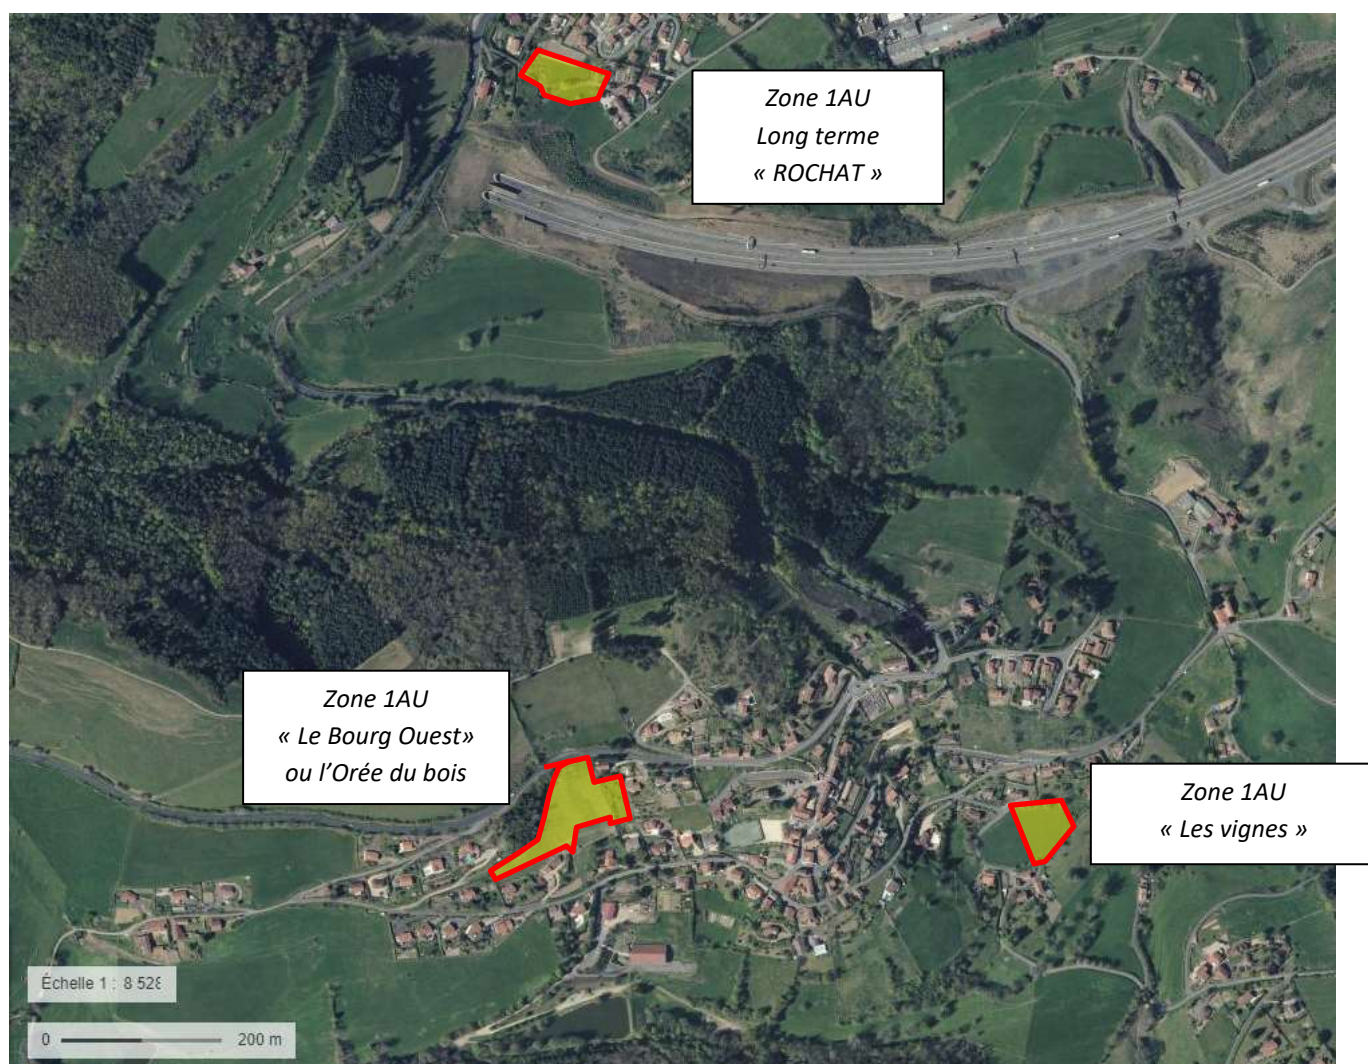 Zone 1AU
Long terme
« ROCHAT »
Zone 1AU
« Le Bourg Ouest»
ou l’Orée du bois
Zone 1AU
« Les vignes »
Échelle 1 : 8 528
0 200 m